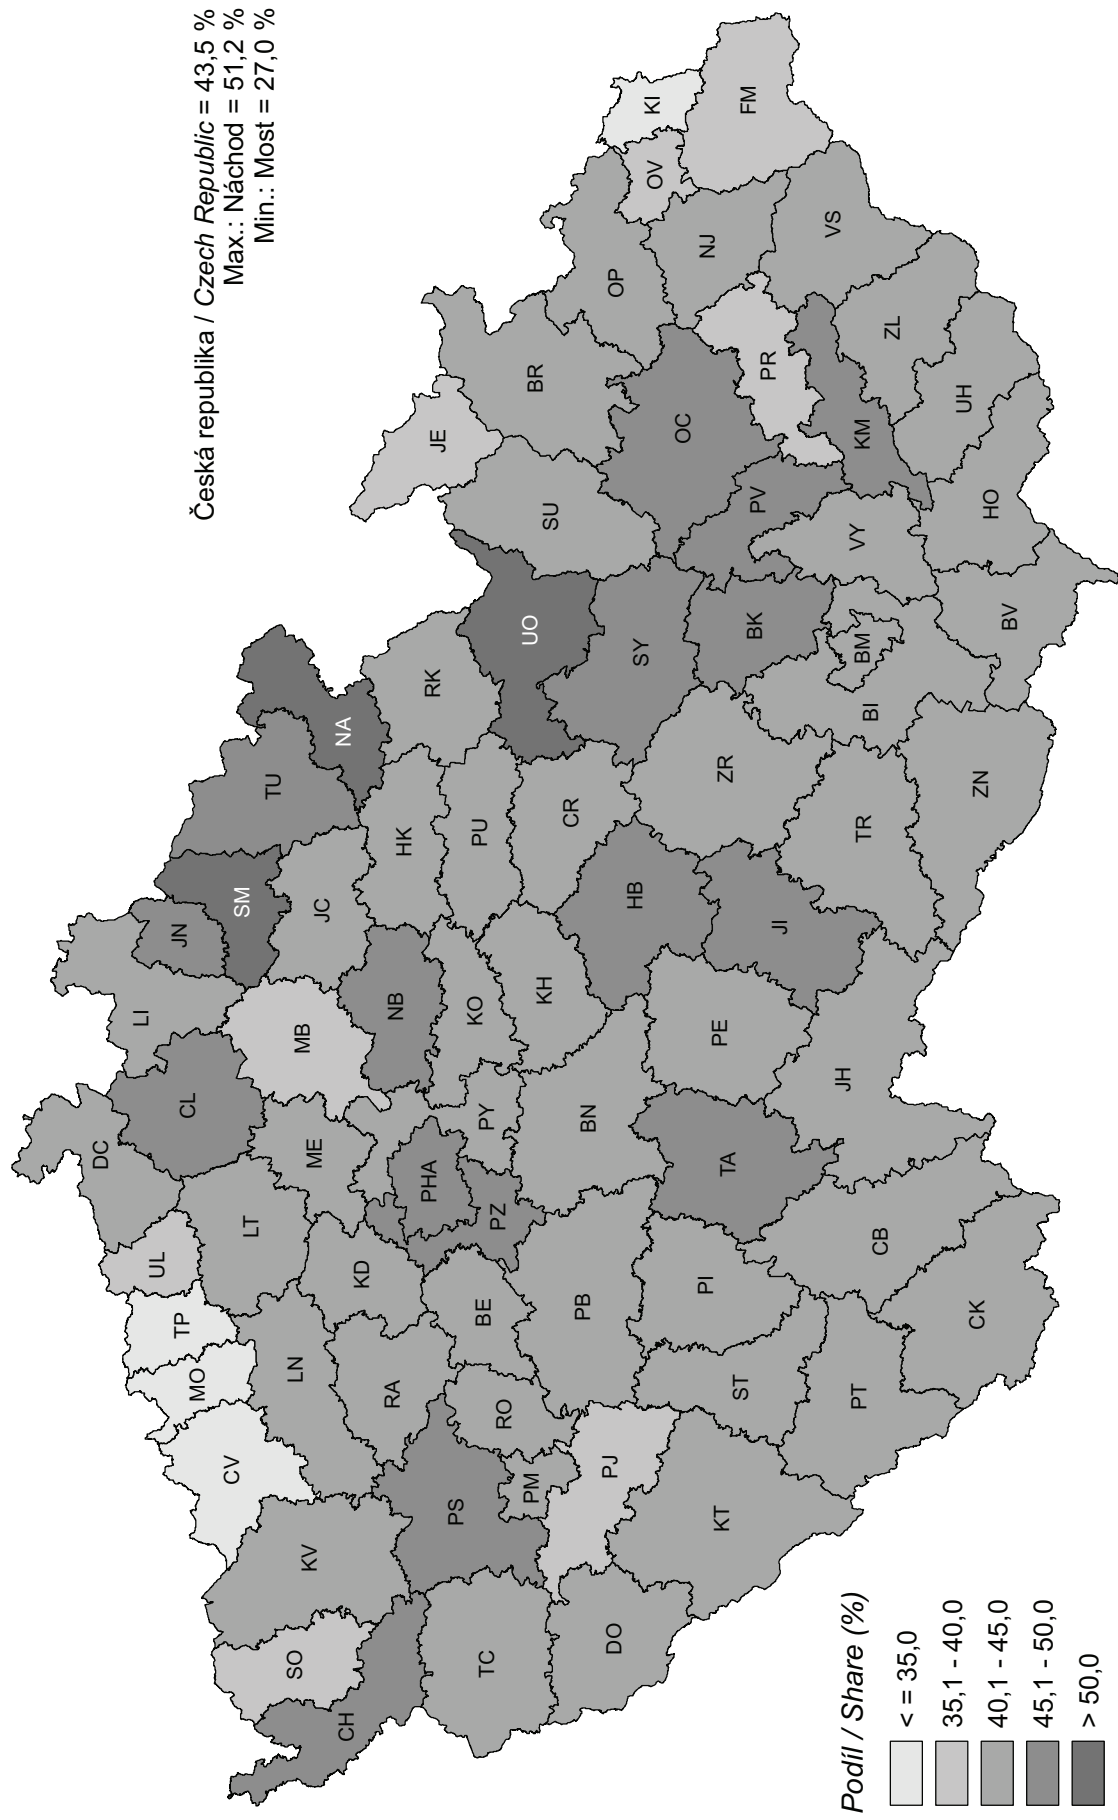 Česká republika / Czech Republic = 43,5 %
Max.: Náchod = 51,2 %
Min.: Most = 27,0 %
DC
LI
JN
SM
TU
NA
JE
UL
CL
TP
LT
MB
JC
MO
ME
CV
LN
KD
NB
HK
RK
BR
KV
RA
PHA
KO
PU
UO
SU
OP
OV
KI
SO
PS
BE
PZ
PY
KH
CR
SY
OC
NJ
FM
CH
RO
PM
BN
HB
PV
PR
VS
TC
PJ
PB
PE
ZR
BK
KM
ZL
DO
PI
TA
JI
BM
VY
UH
KT
ST
JH
TR
BI
HO
PT
CB
ZN
BV
CK
Podíl / Share (%)
< = 35,0
35,1 - 40,0
40,1 - 45,0
45,1 - 50,0
> 50,0